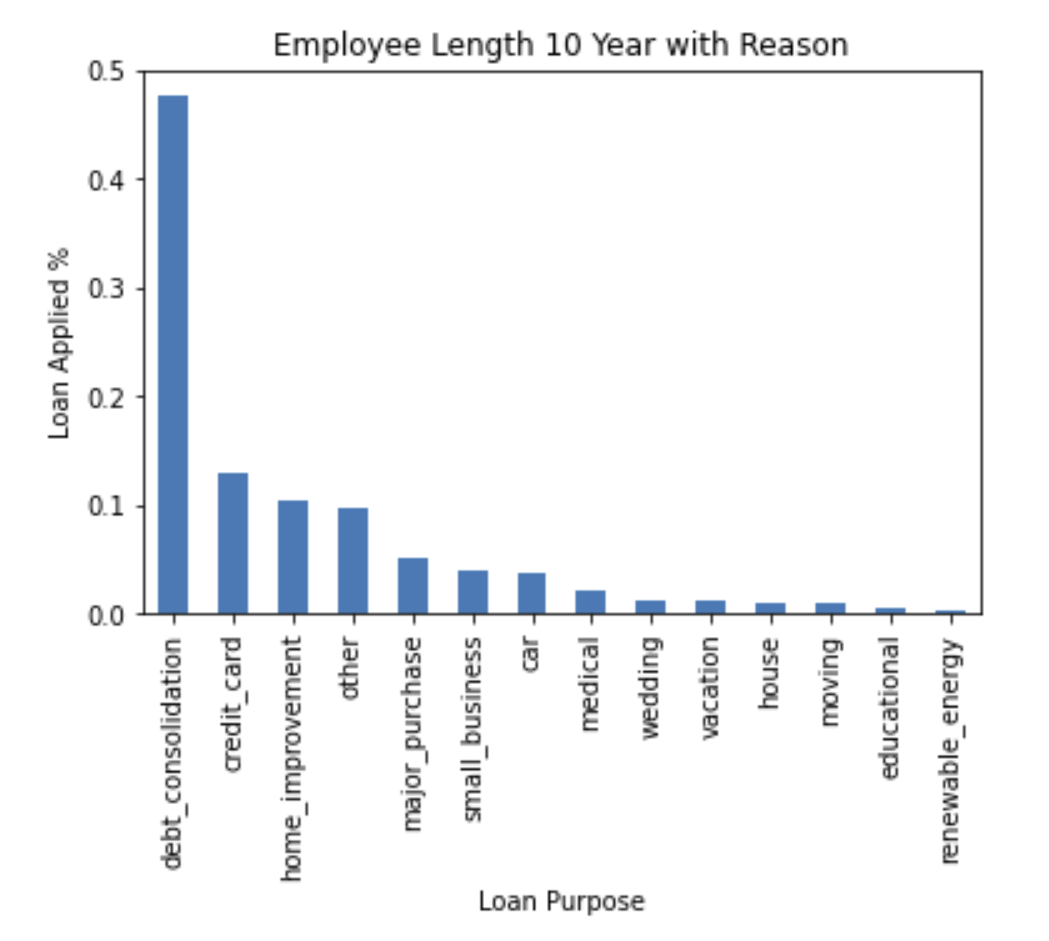 Employee Length 10 Year with Reason
Loan Applied %
0.5
0.4
0.3
0.2
0.1
0.0
debt_consolidation
credit_card
home_improvement
other
major_purchase
small_business
car
medical
wedding
vacation
house
moving
educational
renewable_energy
Loan Purpose